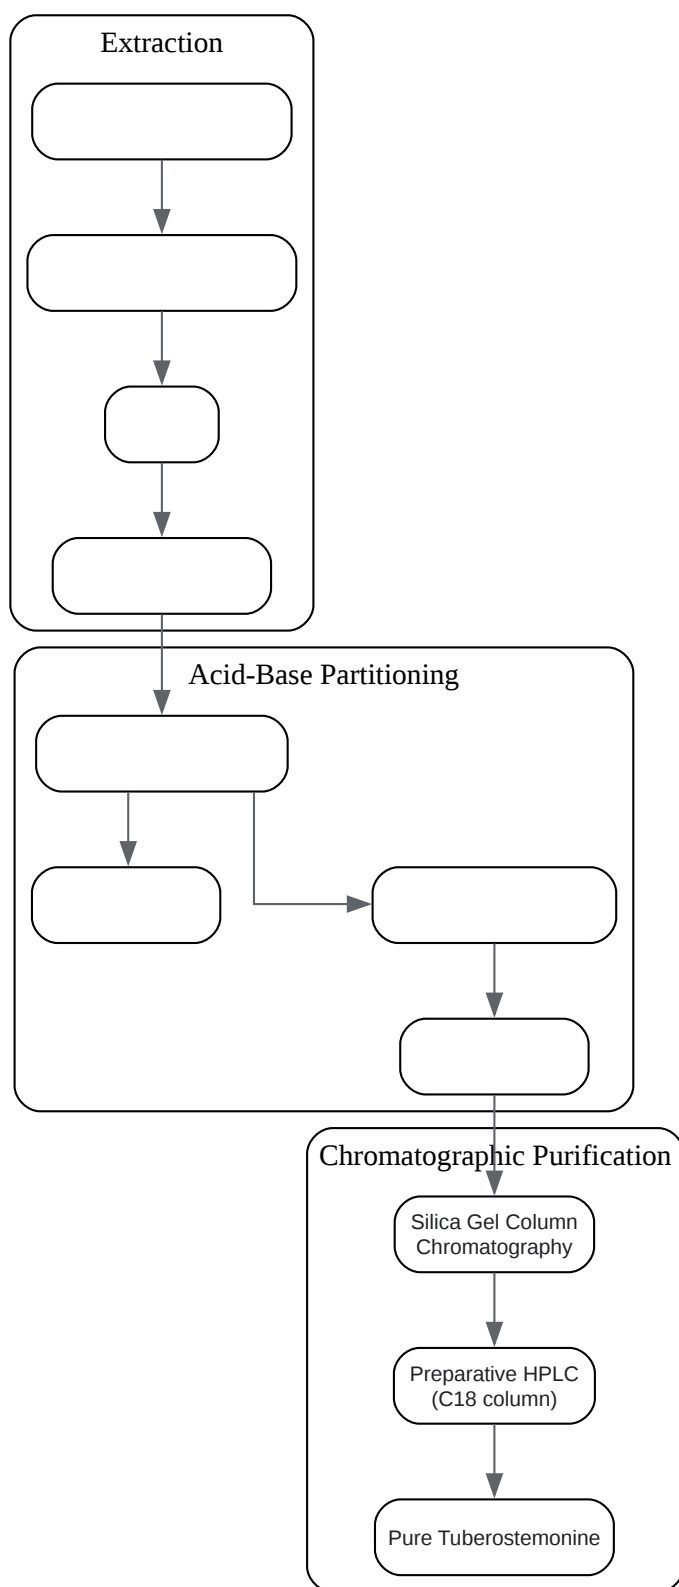 Extraction
Acid-Base Partitioning
Chromatographic Purification
Silica Gel Column
Chromatography
Preparative HPLC
(C18 column)
Pure Tuberostemonine